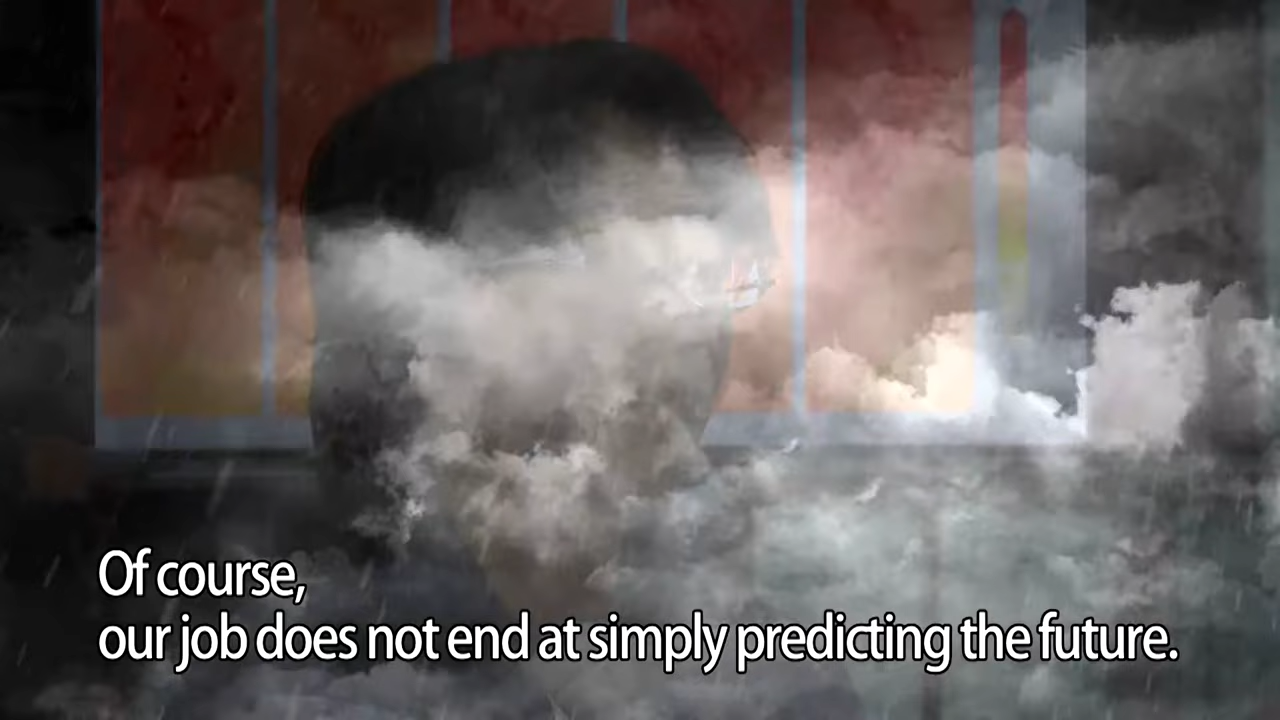 Of course,
our job does not end at simply predicting the future.